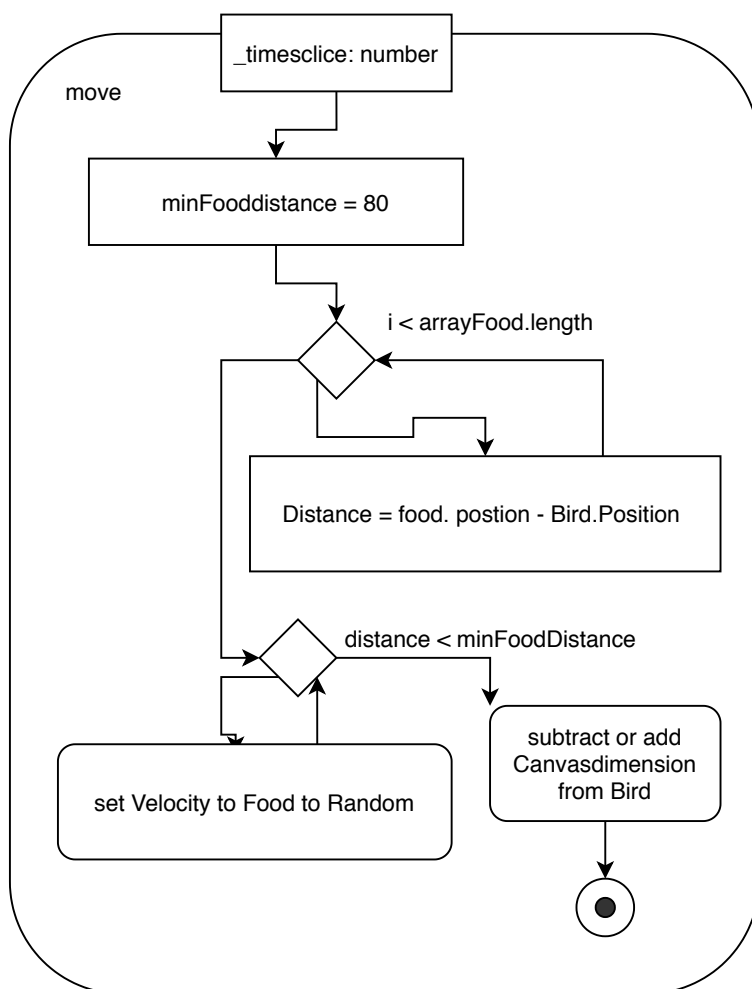 _timesclice: number
move
minFooddistance = 80
i < arrayFood.length
Distance = food. postion - Bird.Position
distance < minFoodDistance
subtract or add
Canvasdimension
from Bird
set Velocity to Food to Random